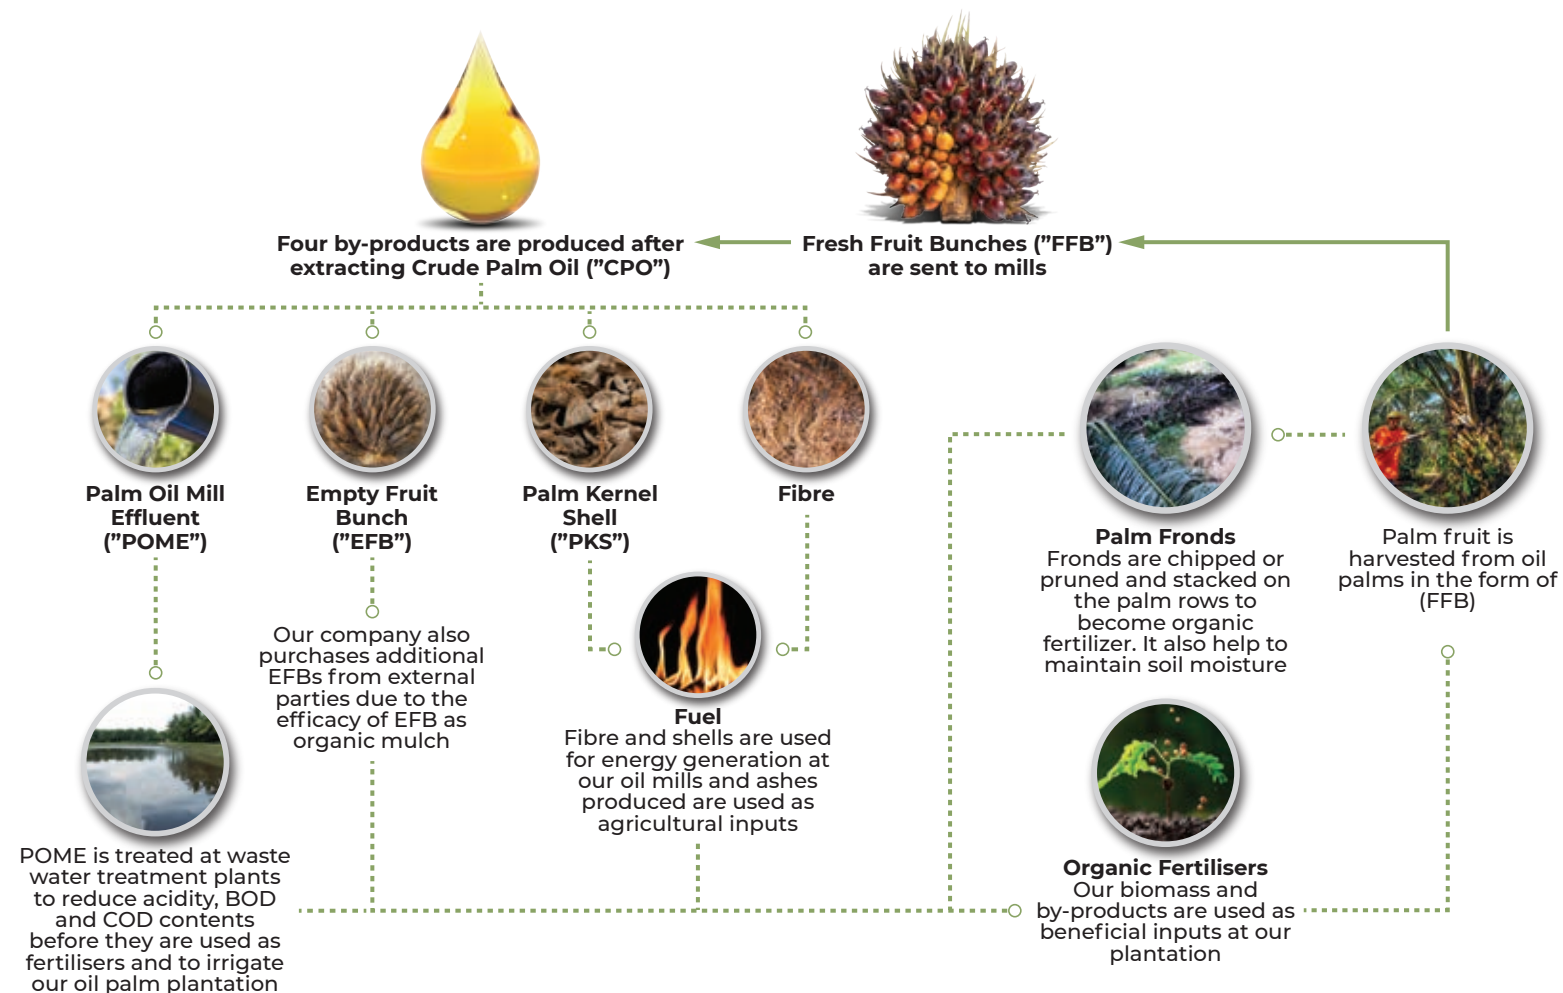 Four by-products are produced after
extracting Crude Palm Oil (”CPO”)
Fresh Fruit Bunches (”FFB”)
are sent to mills
Palm Oil Mill
Effluent
(”POME”)
Empty Fruit
Bunch
(”EFB”)
Palm Kernel
Shell
(”PKS”)
Fibre
Palm Fronds
Fronds are chipped or
pruned and stacked on
the palm rows to
become organic
fertilizer. It also help to
maintain soil moisture
Palm fruit is
harvested from oil
palms in the form of
(FFB)
Our company also
purchases additional
EFBs from external
parties due to the
efficacy of EFB as
organic mulch
Fuel
Fibre and shells are used
for energy generation at
our oil mills and ashes
produced are used as
agricultural inputs
POME is treated at waste
water treatment plants
to reduce acidity, BOD
and COD contents
before they are used as
fertilisers and to irrigate
our oil palm plantation
Organic Fertilisers
Our biomass and
by-products are used as
beneficial inputs at our
plantation